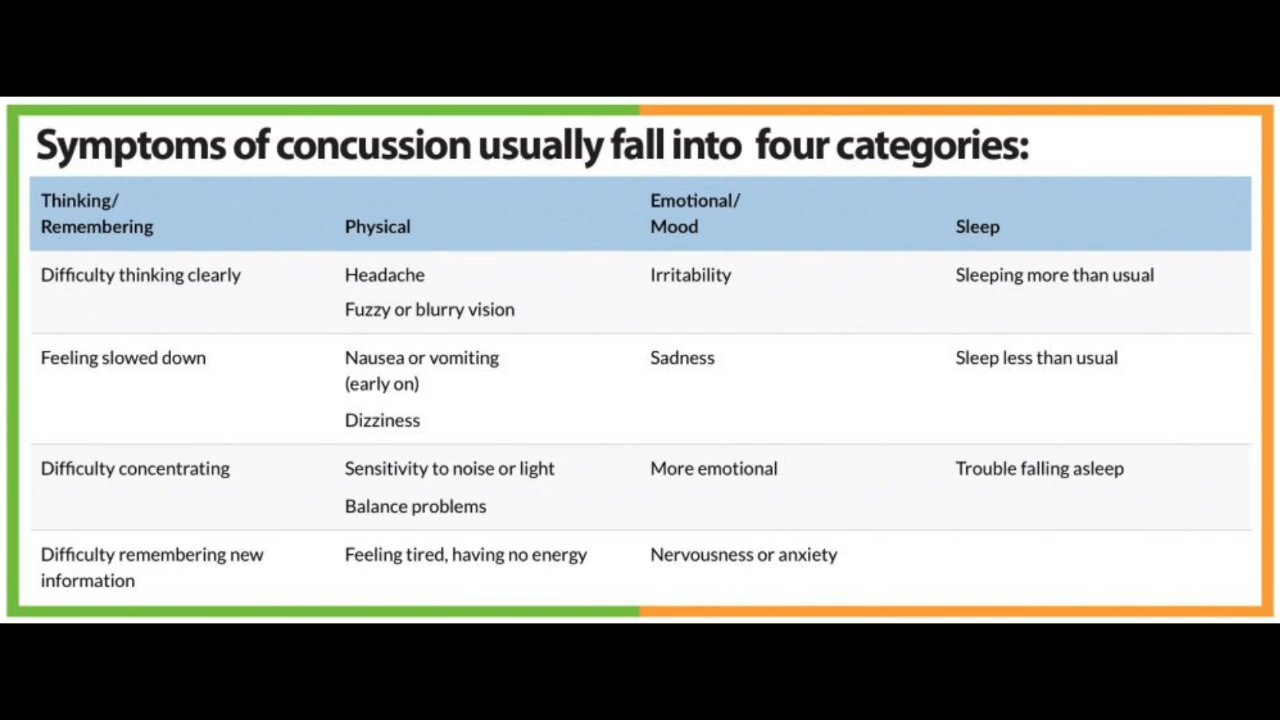 Symptoms of concussion usually fall into four categories:
Thinking/
Remembering
Physical
Emotional/
Mood
Sleep
Difficulty thinking clearly
Headache
Fuzzy or blurry vision
Irritability
Sleeping more than usual
Feeling slowed down
Nausea or vomiting
(early on)
Dizziness
Sadness
Sleep less than usual
Difficulty concentrating
Sensitivity to noise or light
Balance problems
More emotional
Trouble falling asleep
Difficulty remembering new
information
Feeling tired, having no energy
Nervousness or anxiety